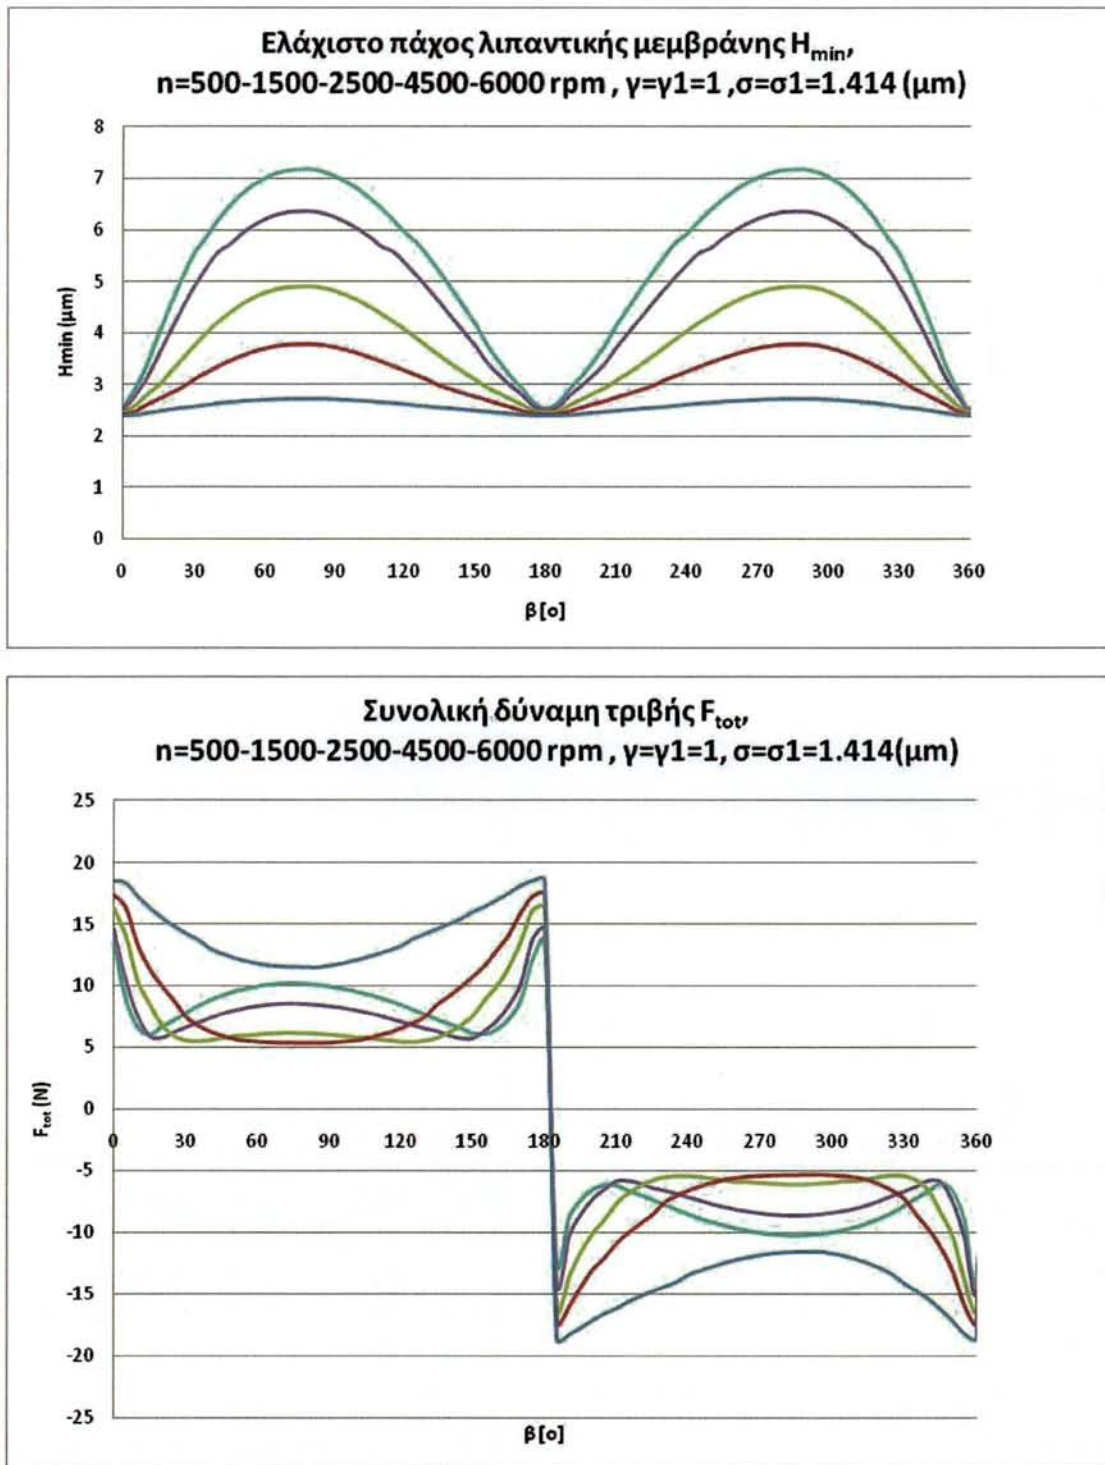 Ελάχιστο πάχος λιπαντικής μεμβράνης Hmin,
n=500-1500-2500-4500-6000 rpm , γ=γ1=1 ,σ=σ1=1.414 (μm)
8
7
6
5
4
3
2
1
0
Hmin (μm)
0 30 60 90 120 150 180 210 240 270 300 330 360
β[o]
Συνολική δύναμη τριβής Ftot,
n=500-1500-2500-4500-6000 rpm , γ=γ1=1, σ=σ1=1.414(μm)
25
20
15
10
5
0
-5
-10
-15
-20
-25
Ftot (N)
0 30 60 90 120 150 180 210 240 270 300 330 360
β[o]